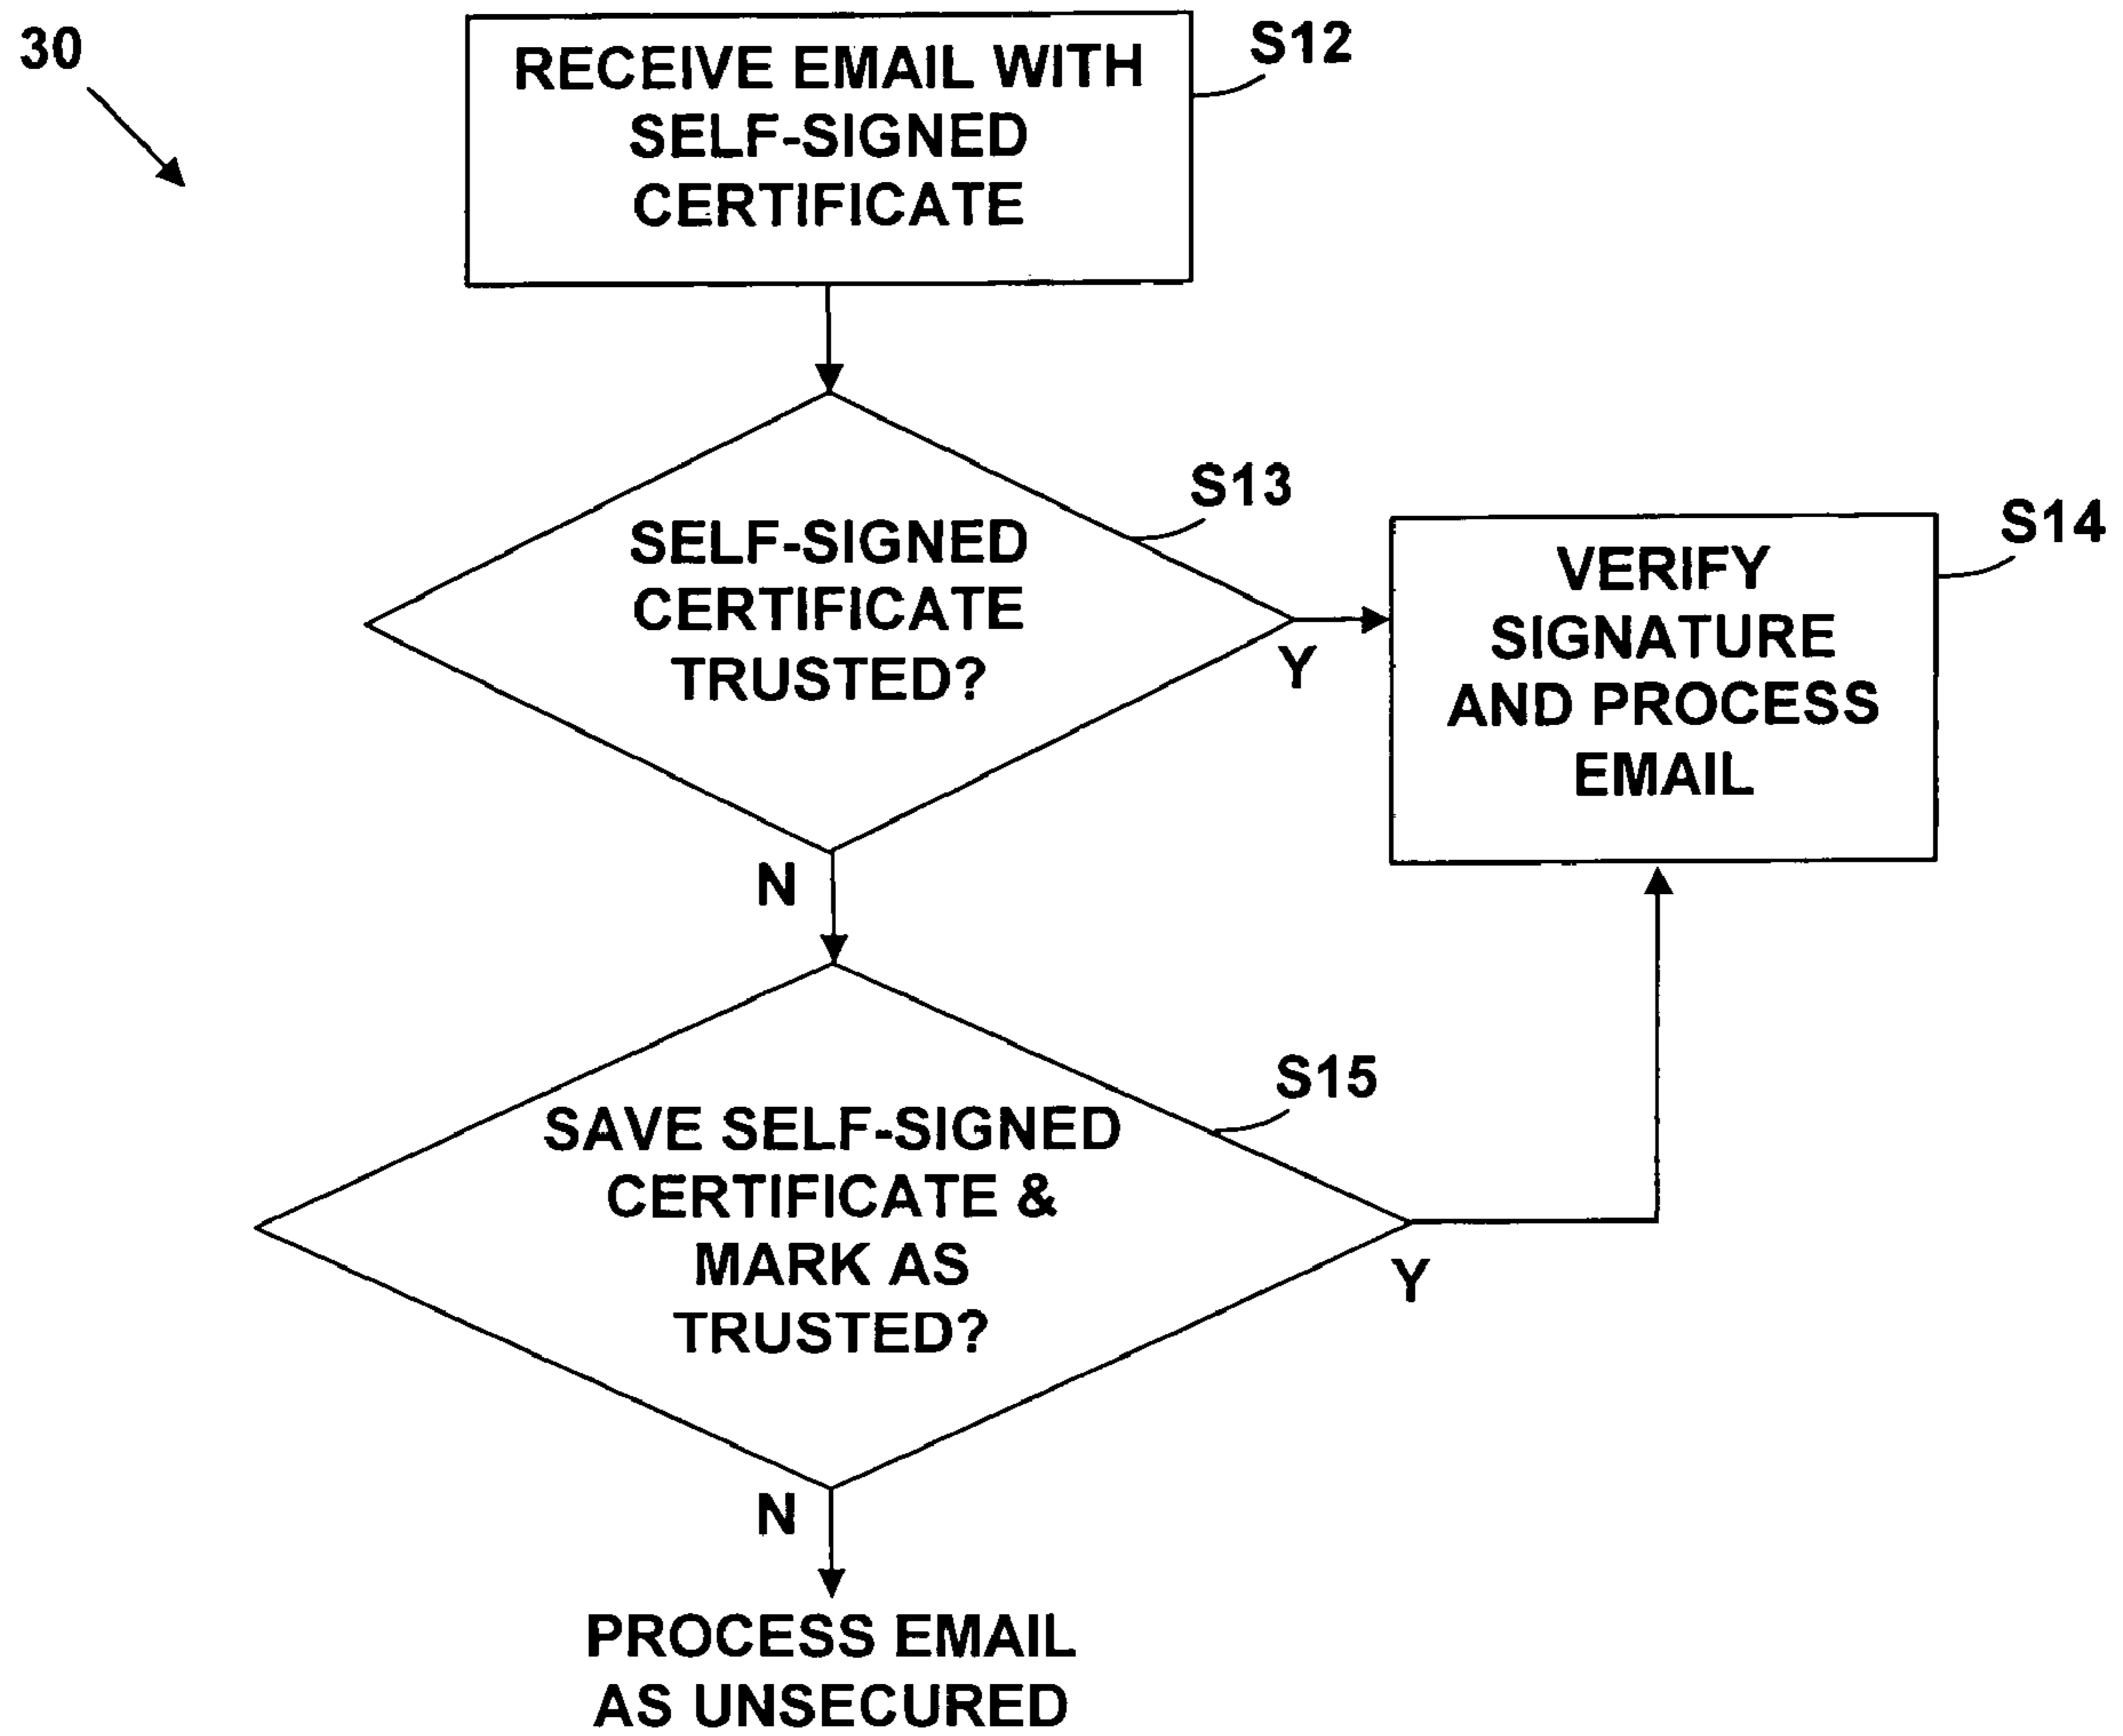 30
RECEIVE EMAIL WITH
SELF-SIGNED
CERTIFICATE
S12
SELF-SIGNED
CERTIFICATE
TRUSTED?
S13
Y
VERIFY
SIGNATURE
AND PROCESS
EMAIL
S14
N
SAVE SELF-SIGNED
CERTIFICATE &
MARK AS
TRUSTED?
S15
Y
N
PROCESS EMAIL
AS UNSECURED